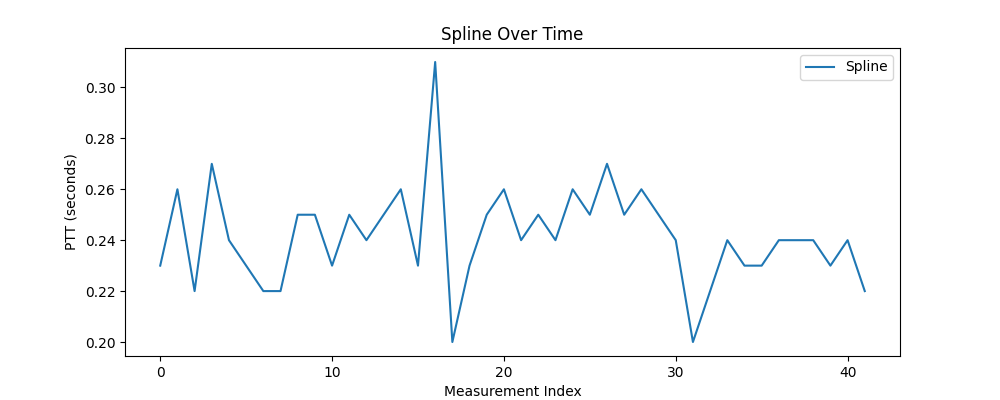 Spline Over Time
Spline
PTT (seconds)
0.30
0.28
0.26
0.24
0.22
0.20
0 10 20 30 40
Measurement Index